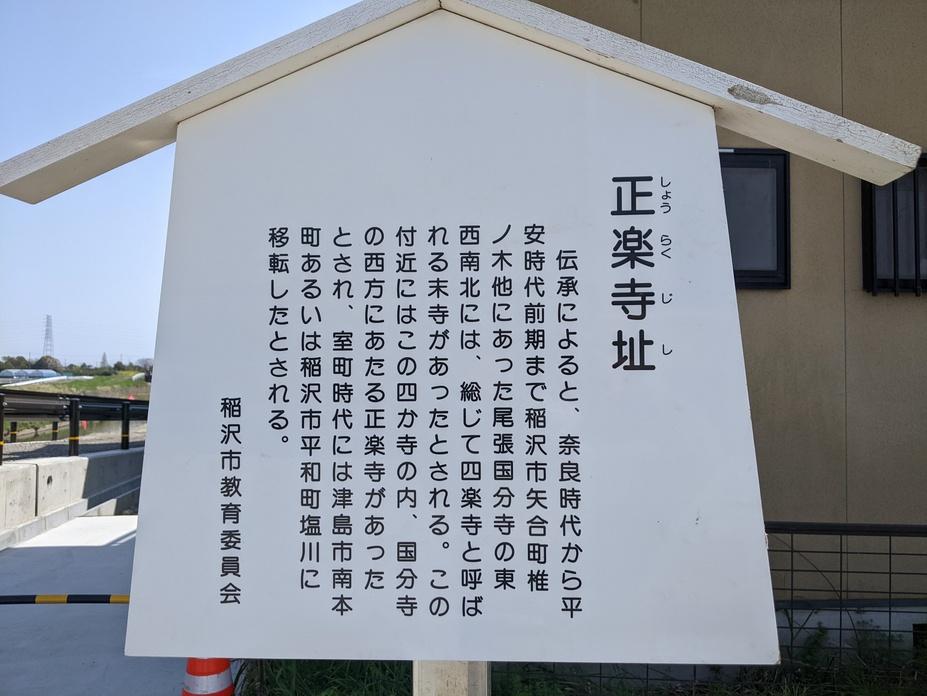 正楽寺址
しょうらくじし
伝承によると、奈良時代から平
安時代前期まで稲沢市矢合町椎
ノ木他にあった尾張国分寺の東
西南北には、総じて四楽寺と呼ば
れる末寺があったとされる。この
付近にはこの四か寺の内、国分寺
の西方にあたる正楽寺があった
とされ、室町時代には津島市南本
町あるいは稲沢市平和町塩川に
移転したとされる。
稲沢市教育委員会